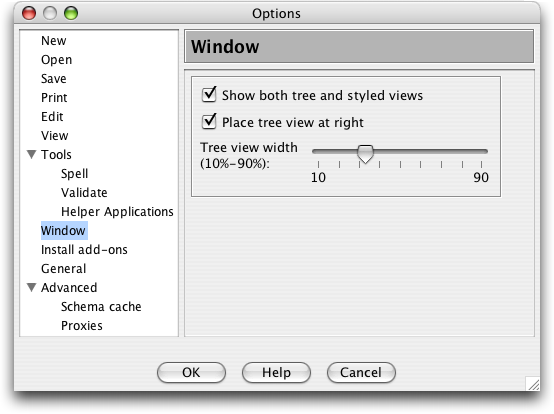 Options
New
Open
Save
Print
Edit
View
Tools
Spell
Validate
Helper Applications
Window
Install add-ons
General
Advanced
Schema cache
Proxies
Window
Show both tree and styled views
Place tree view at right
Tree view width
(10%-90%):
10 90
OK Help Cancel